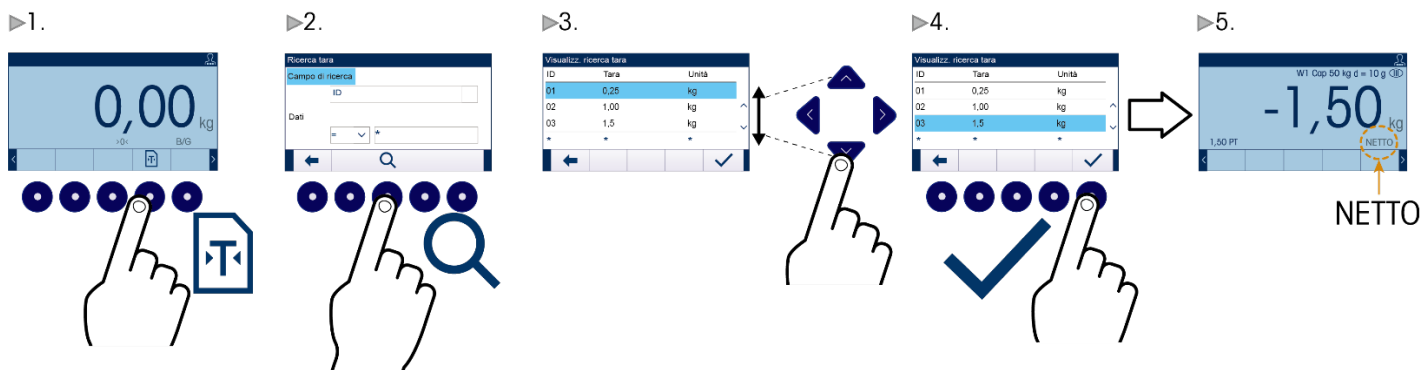 1.
0,00 kg
>0< B/G
T
T
2.
Ricerca tara
Campo di ricerca
ID
Dati
= *
3.
Visualizz. ricerca tara
ID Tara Unità
01 0,25 kg
02 1,00 kg
03 1,5 kg
* * *
4.
Visualizz. ricerca tara
ID Tara Unità
01 0,25 kg
02 1,00 kg
03 1,5 kg
* * *
5.
W1 Cap 50 kg d = 10 g
-1,50 kg
1,50 PT NETTO
NETTO